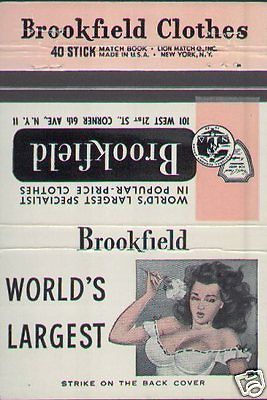 Brookfield Clothes
40 STICK MATCH BOOK • LION MATCH CO., INC.
MADE IN U.S.A. • NEW YORK, N.Y.
101 WEST 21st ST., CORNER 6th AVE., N. Y. 11
Brookfield
WORLD'S LARGEST SPECIALIST
IN POPULAR-PRICE CLOTHES
Brookfield
WORLD'S
LARGEST
STRIKE ON THE BACK COVER